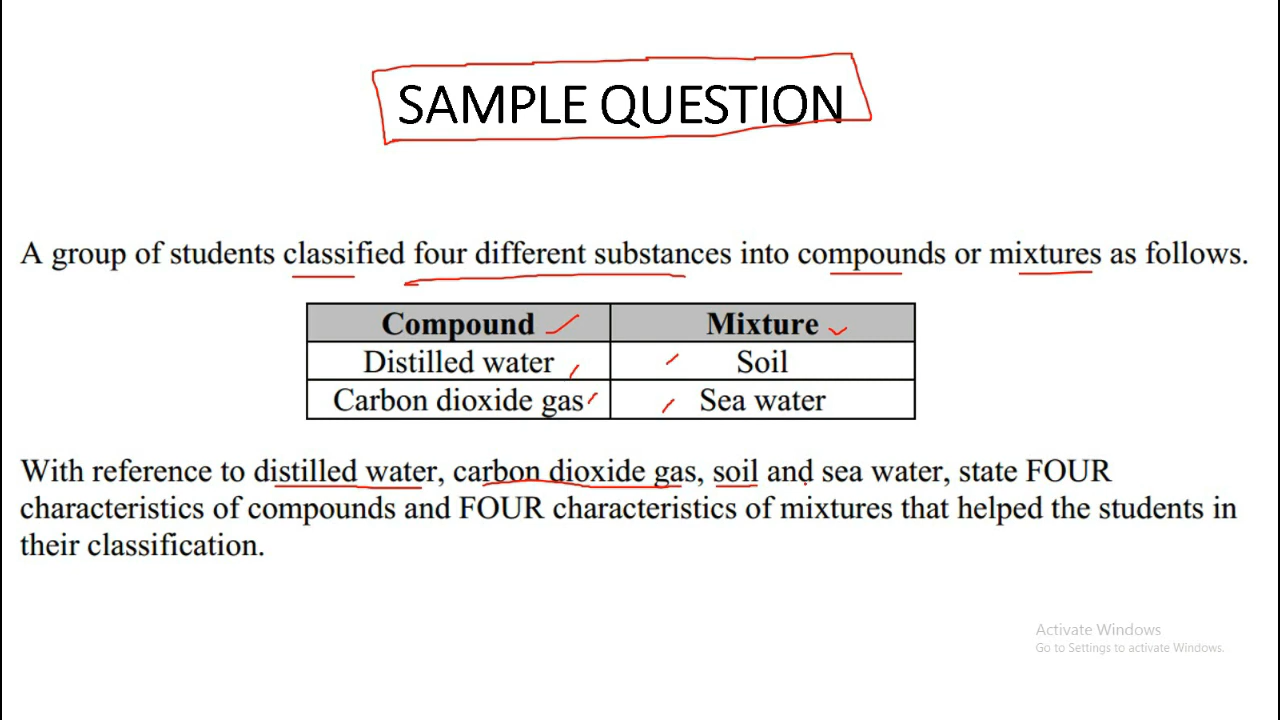 SAMPLE QUESTION
A group of students classified four different substances into compounds or mixtures as follows.
Compound Mixture
Distilled water Soil
Carbon dioxide gas Sea water
With reference to distilled water, carbon dioxide gas, soil and sea water, state FOUR
characteristics of compounds and FOUR characteristics of mixtures that helped the students in
their classification.
Activate Windows
Go to Settings to activate Windows.